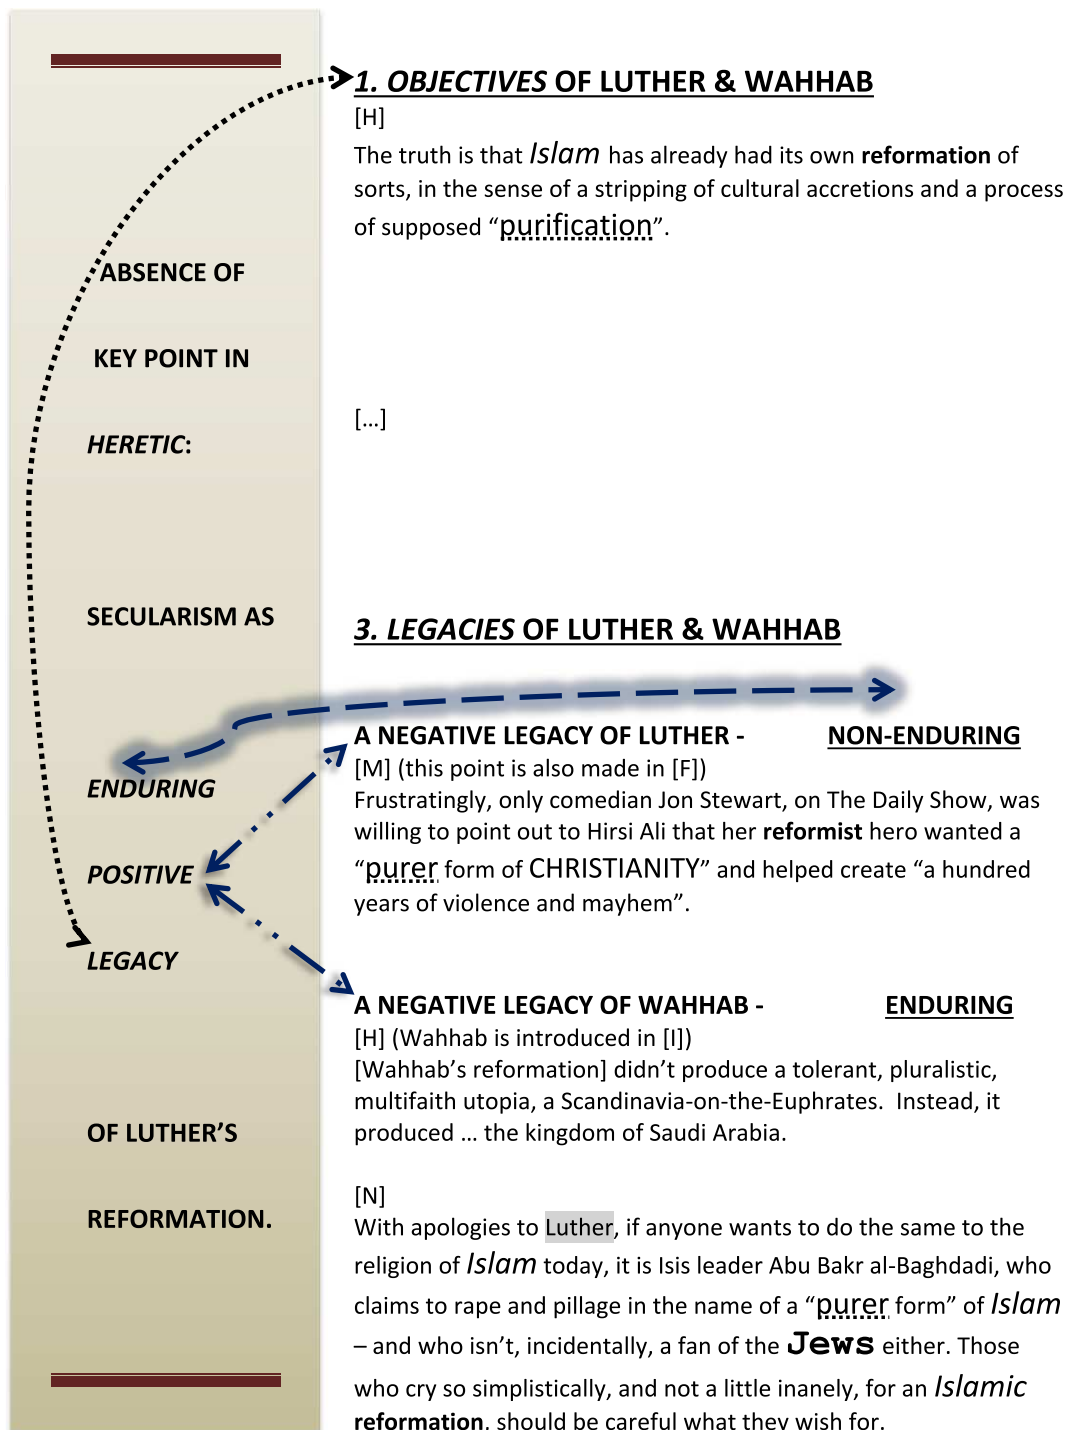 ABSENCE OF
KEY POINT IN
HERETIC:
SECULARISM AS
ENDURING
POSITIVE
LEGACY
OF LUTHER’S
REFORMATION.
1. OBJECTIVES OF LUTHER & WAHHAB
[H]
The truth is that Islam has already had its own reformation of
sorts, in the sense of a stripping of cultural accretions and a process
of supposed “purification”.
[…]
3. LEGACIES OF LUTHER & WAHHAB
A NEGATIVE LEGACY OF LUTHER - NON-ENDURING
[M] (this point is also made in [F])
Frustratingly, only comedian Jon Stewart, on The Daily Show, was
willing to point out to Hirsi Ali that her reformist hero wanted a
“purer form of CHRISTIANITY” and helped create “a hundred
years of violence and mayhem”.
A NEGATIVE LEGACY OF WAHHAB - ENDURING
[H] (Wahhab is introduced in [I])
[Wahhab’s reformation] didn’t produce a tolerant, pluralistic,
multifaith utopia, a Scandinavia-on-the-Euphrates.  Instead, it
produced … the kingdom of Saudi Arabia.
[N]
With apologies to Luther, if anyone wants to do the same to the
religion of Islam today, it is Isis leader Abu Bakr al-Baghdadi, who
claims to rape and pillage in the name of a “purer form” of Islam
– and who isn’t, incidentally, a fan of the Jews either. Those
who cry so simplistically, and not a little inanely, for an Islamic
reformation, should be careful what they wish for.